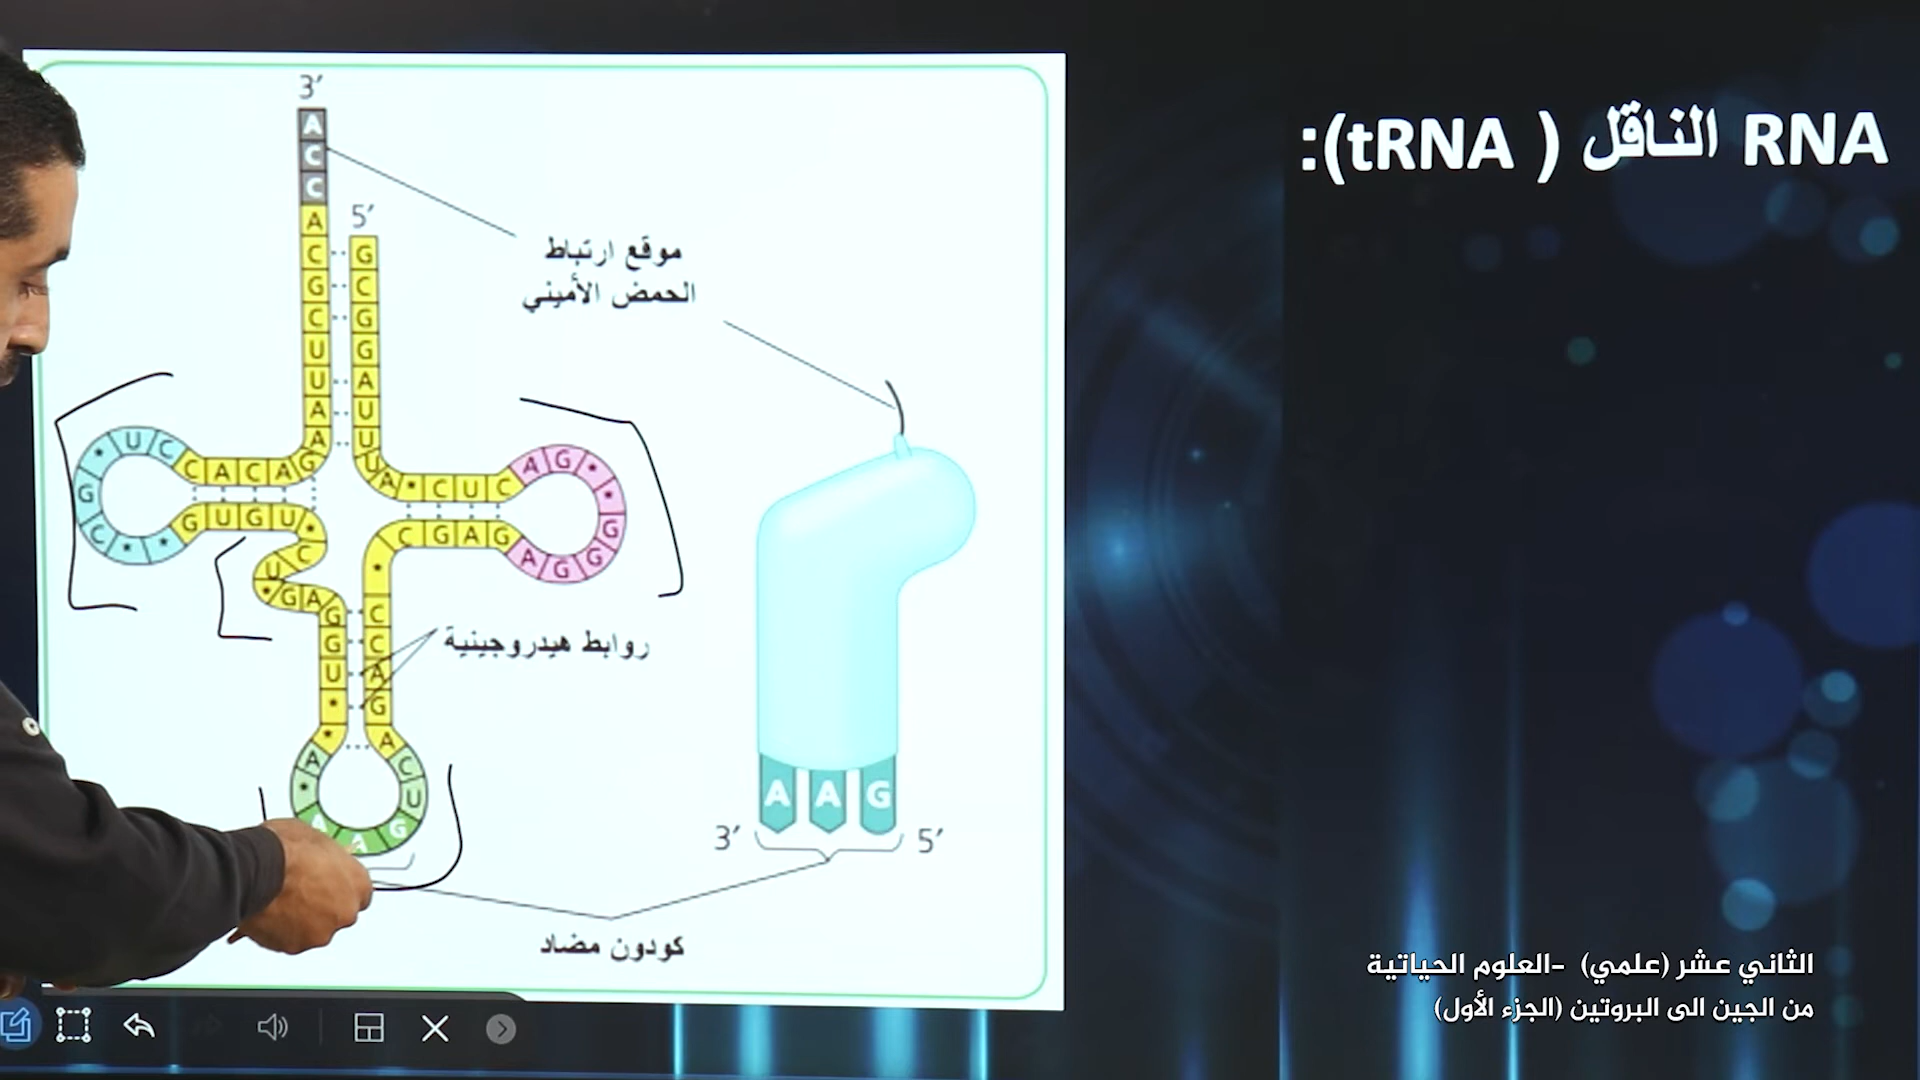 RNA الناقل ( tRNA):
3′
A
C
C
A
C
G
C
U
U
A
A
G
5′
G
C
G
G
A
U
U
U
A
*
C
U
C
موقع ارتباط
الحمض الأميني
* U C C A C A G
G
C * * G U G U *
C
U
* G A G
G
U
*
*
A
*
A A G
U
C
A
G
A
C
C
*
C G A G
A G * * G G G A
روابط هيدروجينية
A A G
3′ 5′
كودون مضاد
الثاني عشر (علمي) -العلوم الحياتية
من الجين الى البروتين (الجزء الأول)